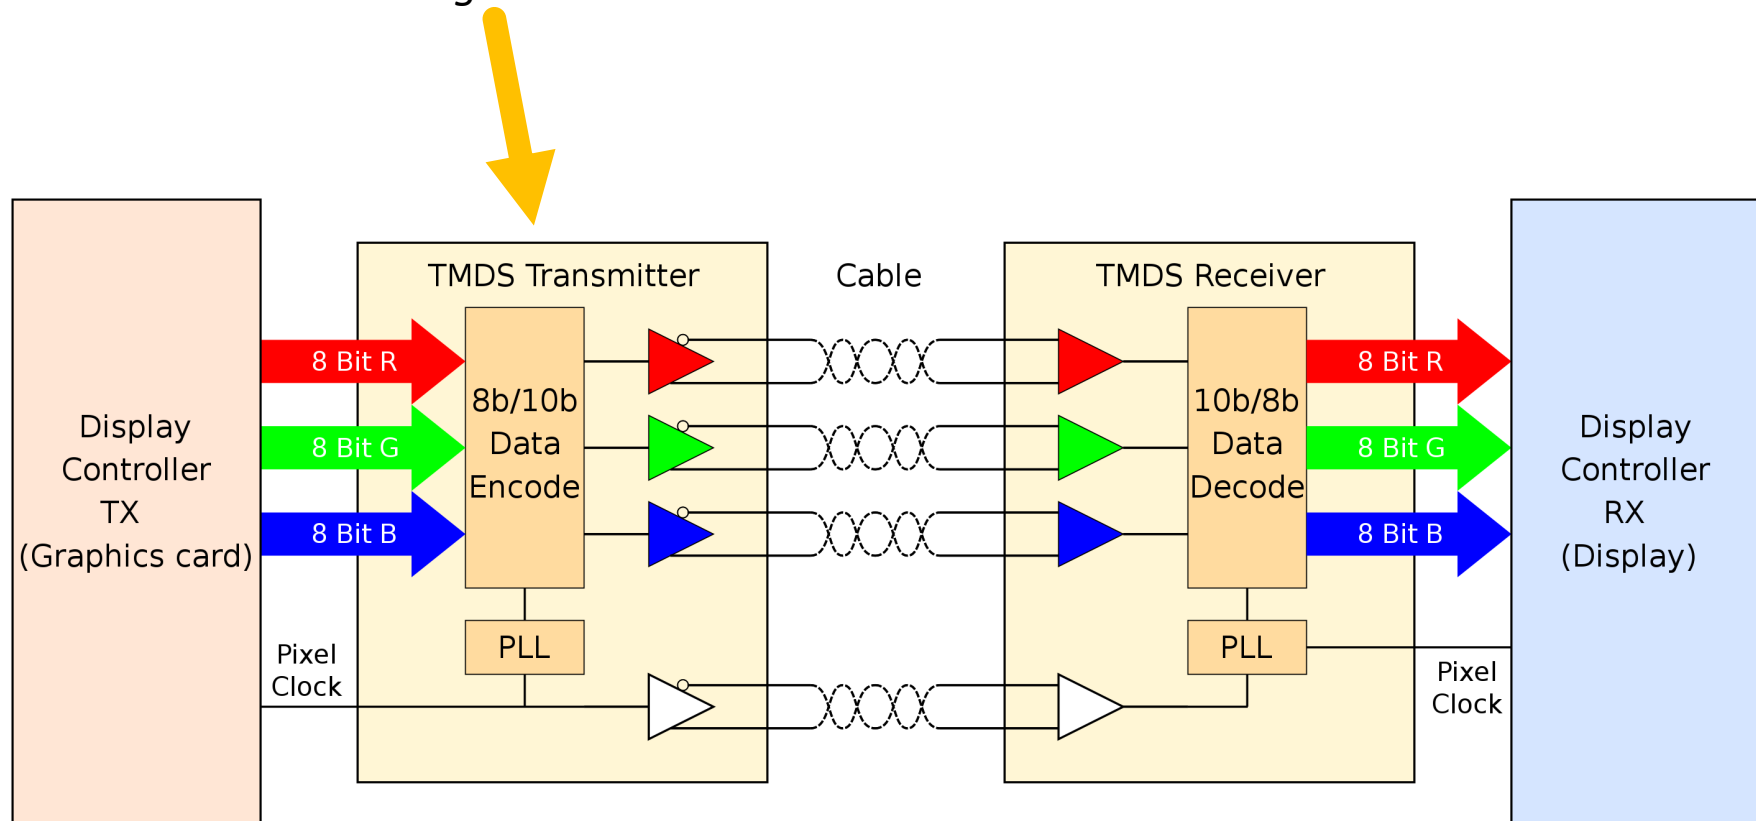 TMDS Transmitter
Cable
TMDS Receiver
8 Bit R
8 Bit G
8 Bit B
8b/10b
Data
Encode
10b/8b
Data
Decode
8 Bit R
8 Bit G
8 Bit B
Display
Controller
TX
(Graphics card)
Display
Controller
RX
(Display)
PLL
PLL
Pixel
Clock
Pixel
Clock